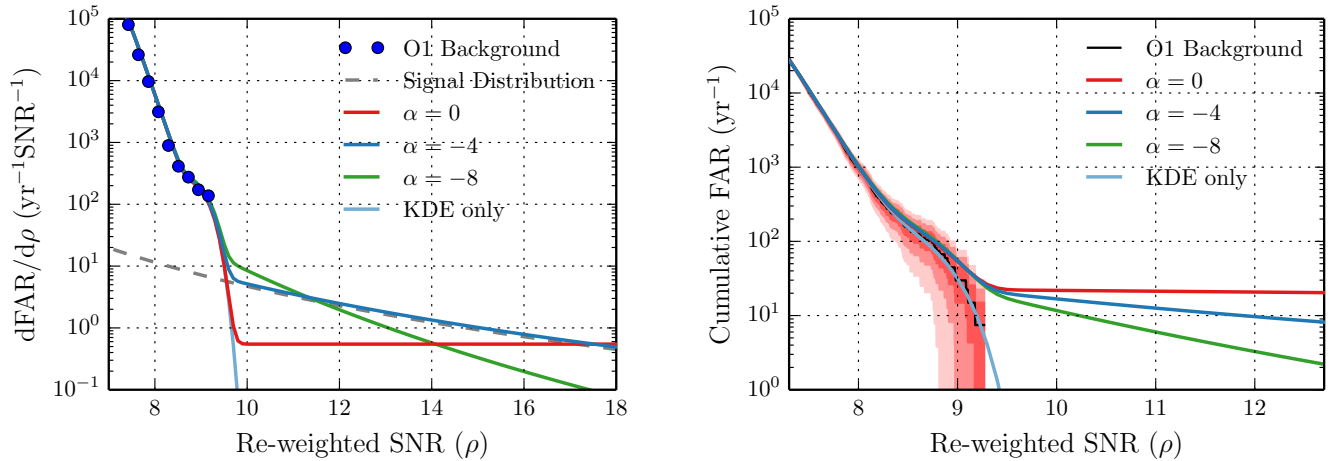 10^5
10^4
10^3
10^2
10^1
10^0
10^−1
dFAR/dρ (yr^−1SNR^−1)
O1 Background
Signal Distribution
α = 0
α = −4
α = −8
KDE only
8 10 12 14 16 18
Re-weighted SNR (ρ)
10^5
10^4
10^3
10^2
10^1
10^0
Cumulative FAR (yr^−1)
O1 Background
α = 0
α = −4
α = −8
KDE only
8 9 10 11 12
Re-weighted SNR (ρ)